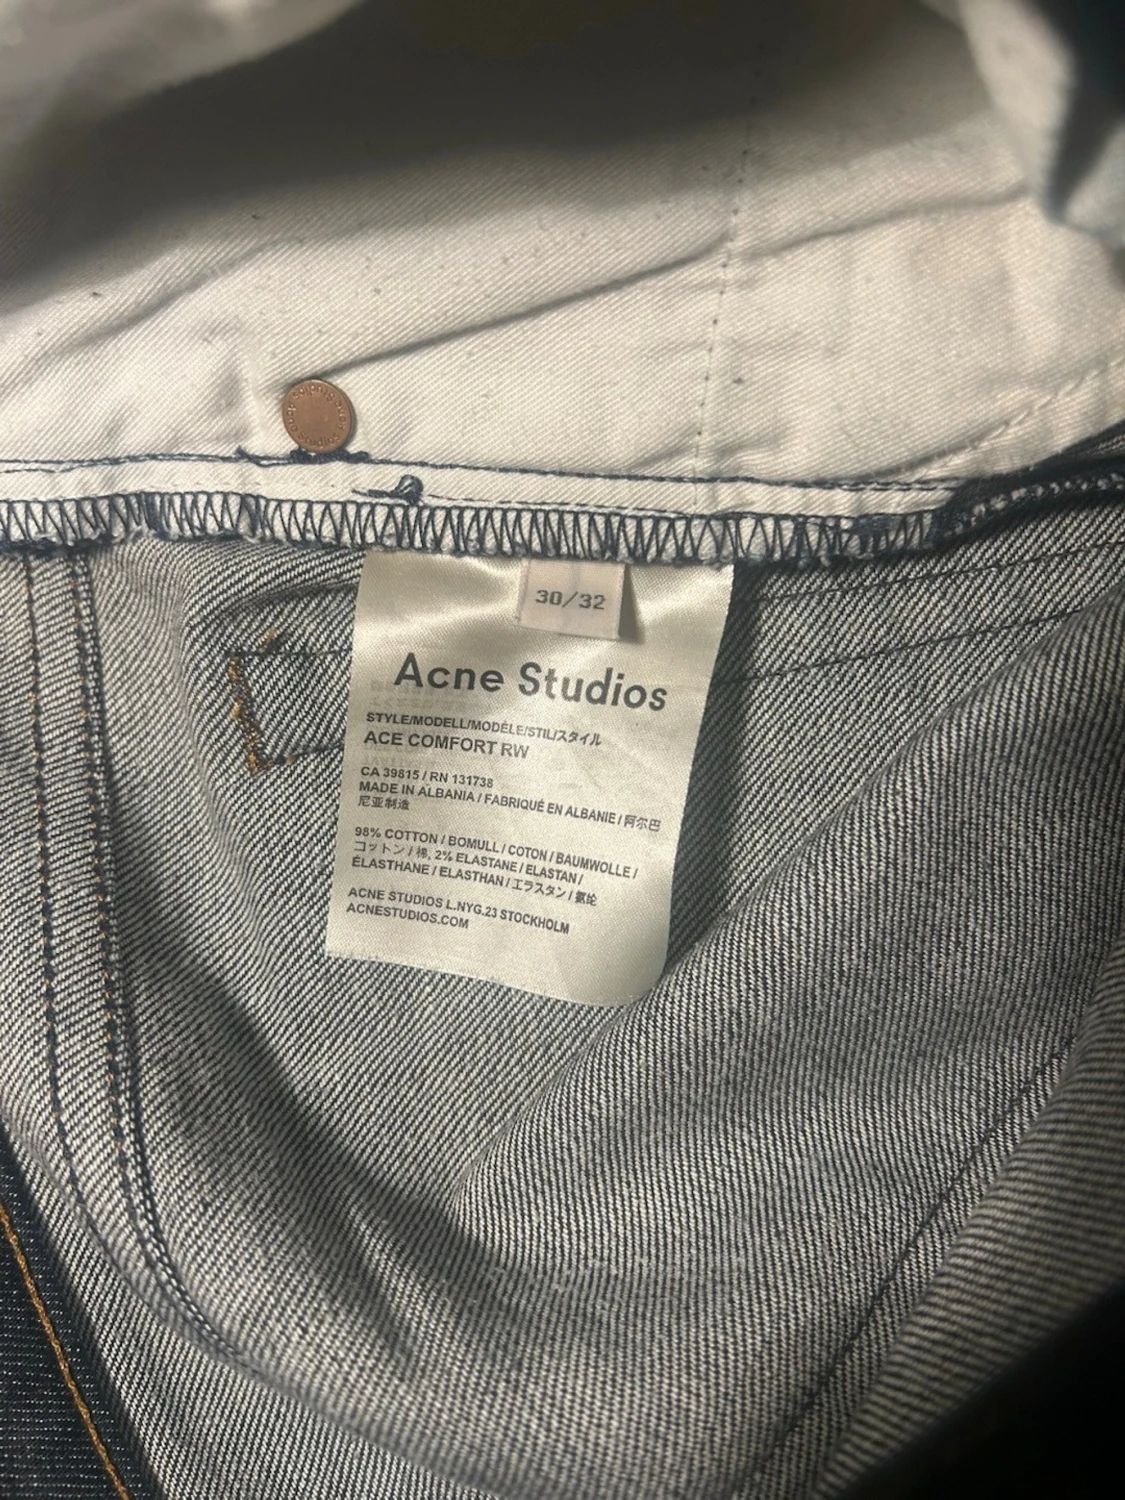 30/32
Acne Studios
STYLE/MODELL/MODÈLE/STIL/スタイル
ACE COMFORT RW
CA 39815 / RN 131738
MADE IN ALBANIA / FABRIQUÉ EN ALBANIE / 阿尔巴
尼亚制造
98% COTTON / BOMULL / COTON / BAUMWOLLE /
コットン / 棉, 2% ELASTANE / ELASTAN /
ÉLASTHANE / ELASTHAN / エラスタン / 氨纶
ACNE STUDIOS L.NYG.23 STOCKHOLM
ACNESTUDIOS.COM